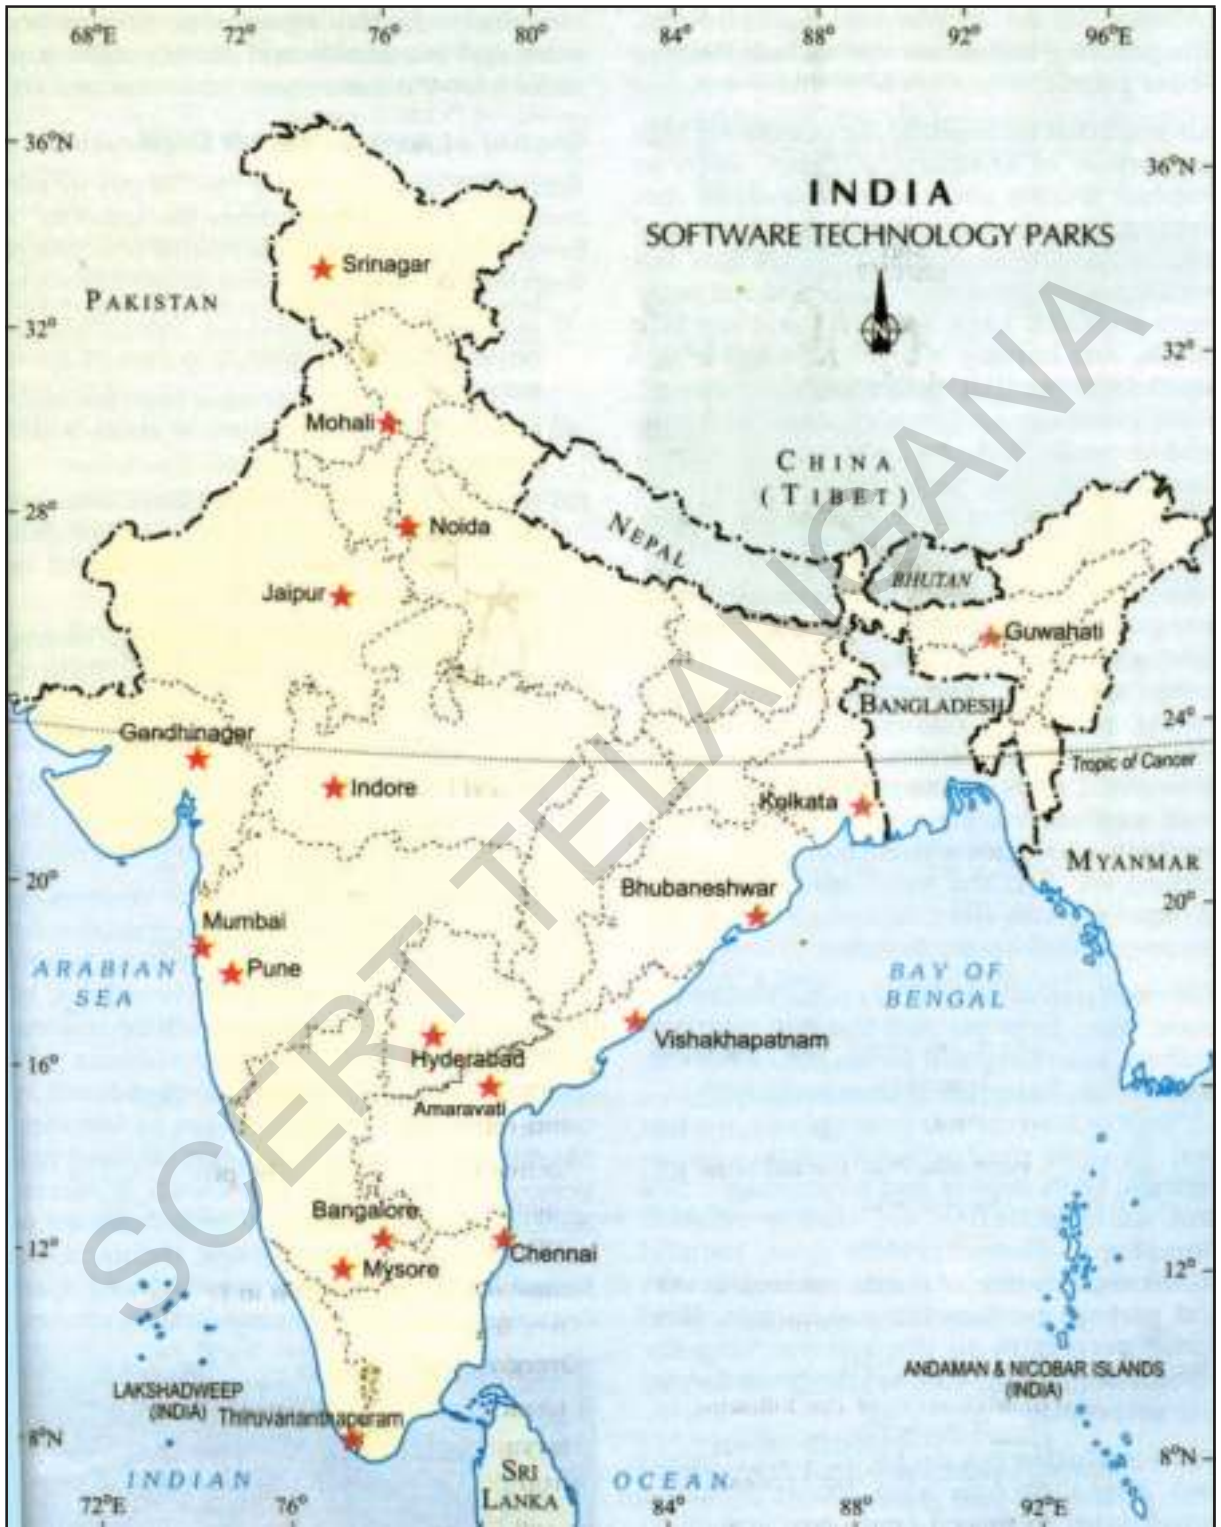 68°E 72° 76° 80° 84° 88° 92° 96°E
36°N
36°N
INDIA
SOFTWARE TECHNOLOGY PARKS
Srinagar
PAKISTAN
N
32°
32°
Mohali
CHINA
(TIBET)
28°
Noida
NEPAL
BHUTAN
Jaipur
Guwahati
BANGLADESH
24°
Gandhinager
Tropic of Cancer
Indore
Kolkata
MYANMAR
20°
20°
Bhubaneshwar
Mumbai
Pune
ARABIAN
SEA
BAY OF
BENGAL
Vishakhapatnam
16°
Hyderabad
Amaravati
Bangalore
12°
Chennai
12°
Mysore
ANDAMAN & NICOBAR ISLANDS
(INDIA)
LAKSHADWEEP
(INDIA)
Thiruvananthapuram
8°N
8°N
INDIAN
OCEAN
SRI
LANKA
72°E 76° 84° 88° 92°E
SCERT TELANGANA